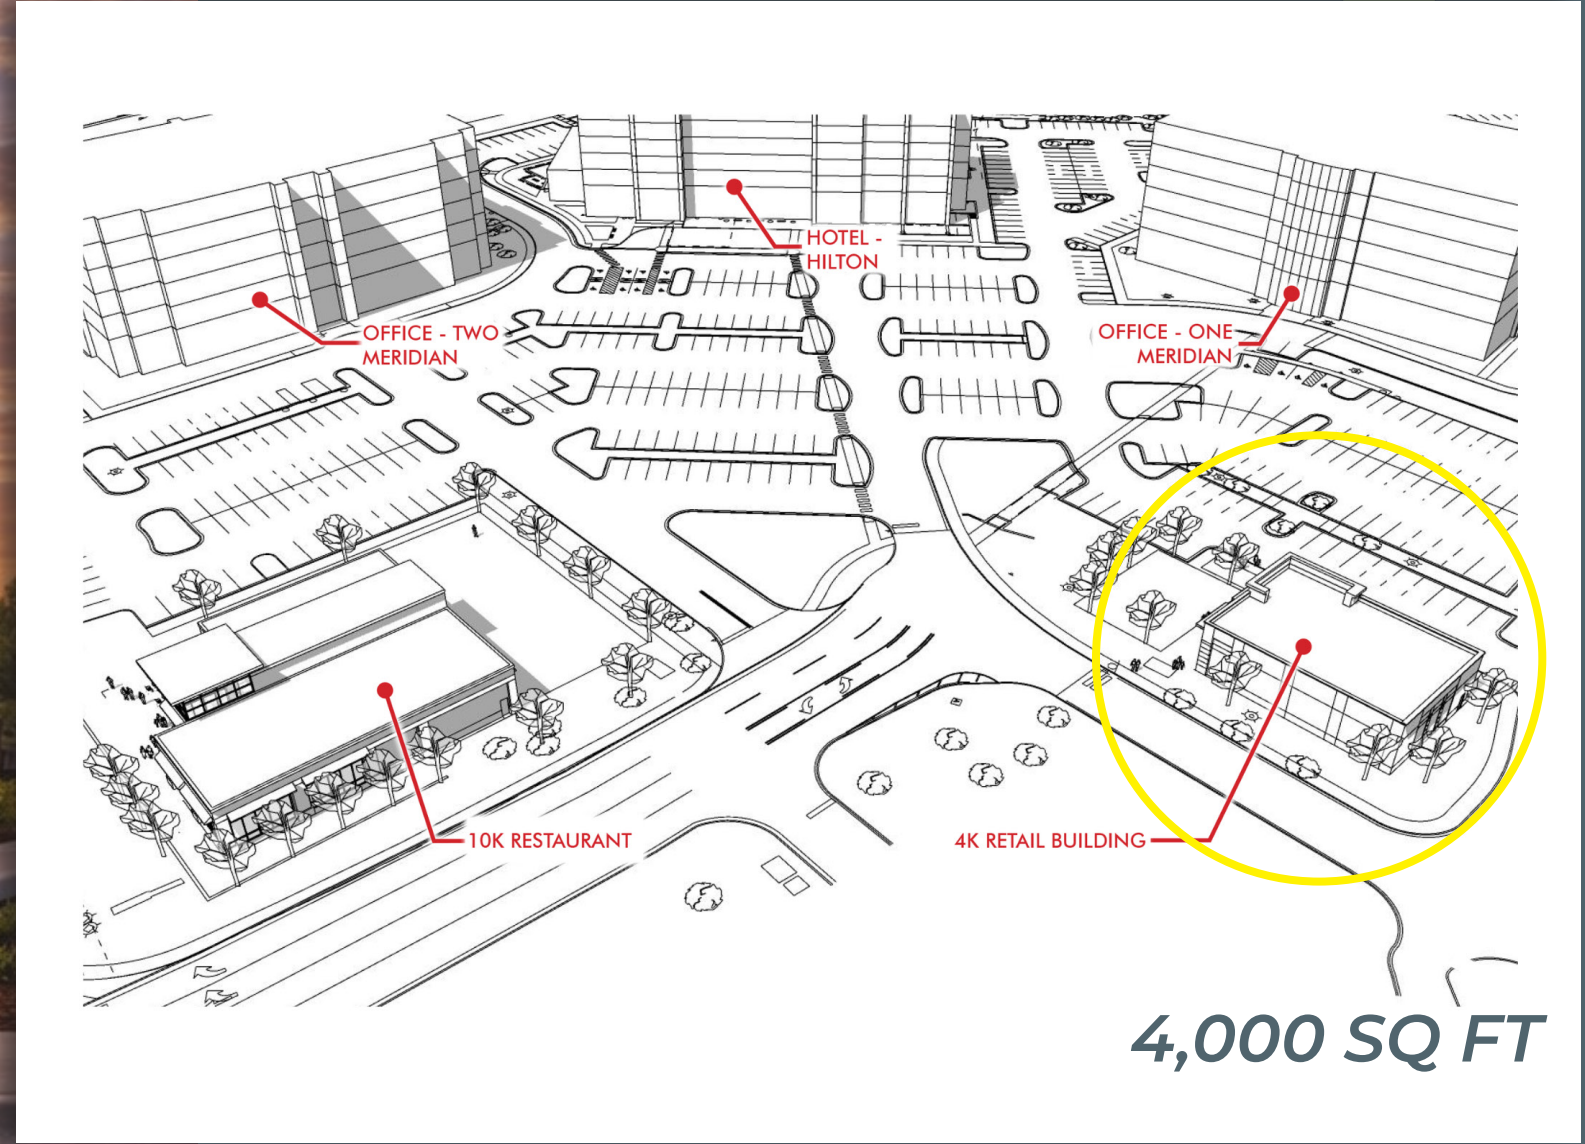 HOTEL -
HILTON
OFFICE - TWO
MERIDIAN
OFFICE - ONE
MERIDIAN
10K RESTAURANT
4K RETAIL BUILDING
4,000 SQ FT